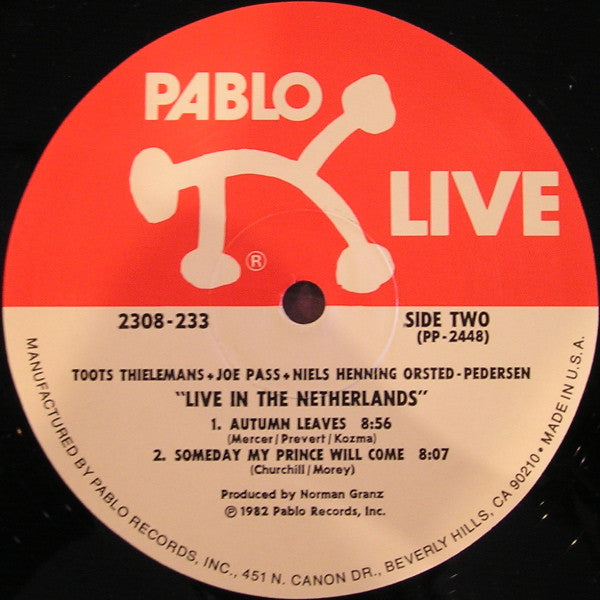 PABLO
LIVE
®
2308-233
SIDE TWO
(PP-2448)
TOOTS THIELEMANS + JOE PASS + NIELS HENNING ORSTED - PEDERSEN
"LIVE IN THE NETHERLANDS"
1. AUTUMN LEAVES 8:56
(Mercer/Prevert/Kozma)
2. SOMEDAY MY PRINCE WILL COME 8:07
(Churchill/Morey)
Produced by Norman Granz
℗ 1982 Pablo Records, Inc.
MANUFACTURED BY PABLO RECORDS, INC., 451 N. CANON DR., BEVERLY HILLS, CA 90210 • MADE IN U.S.A.